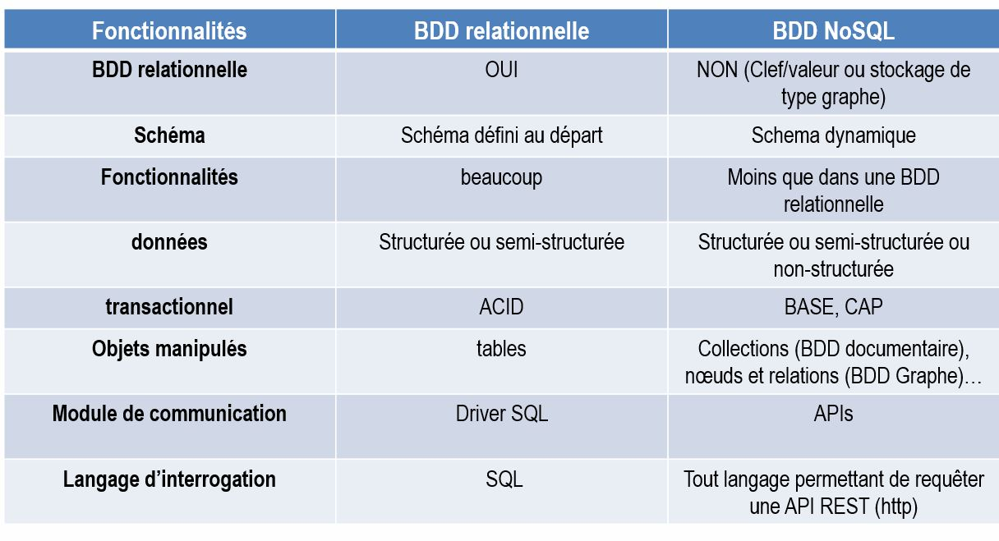 Fonctionnalités BDD relationnelle BDD NoSQL
BDD relationnelle OUI NON (Clef/valeur ou stockage de
type graphe)
Schéma Schéma défini au départ Schema dynamique
Fonctionnalités beaucoup Moins que dans une BDD
relationnelle
données Structurée ou semi-structurée Structurée ou semi-structurée ou
non-structurée
transactionnel ACID BASE, CAP
Objets manipulés tables Collections (BDD documentaire),
nœuds et relations (BDD Graphe)…
Module de communication Driver SQL APIs
Langage d’interrogation SQL Tout langage permettant de requêter
une API REST (http)